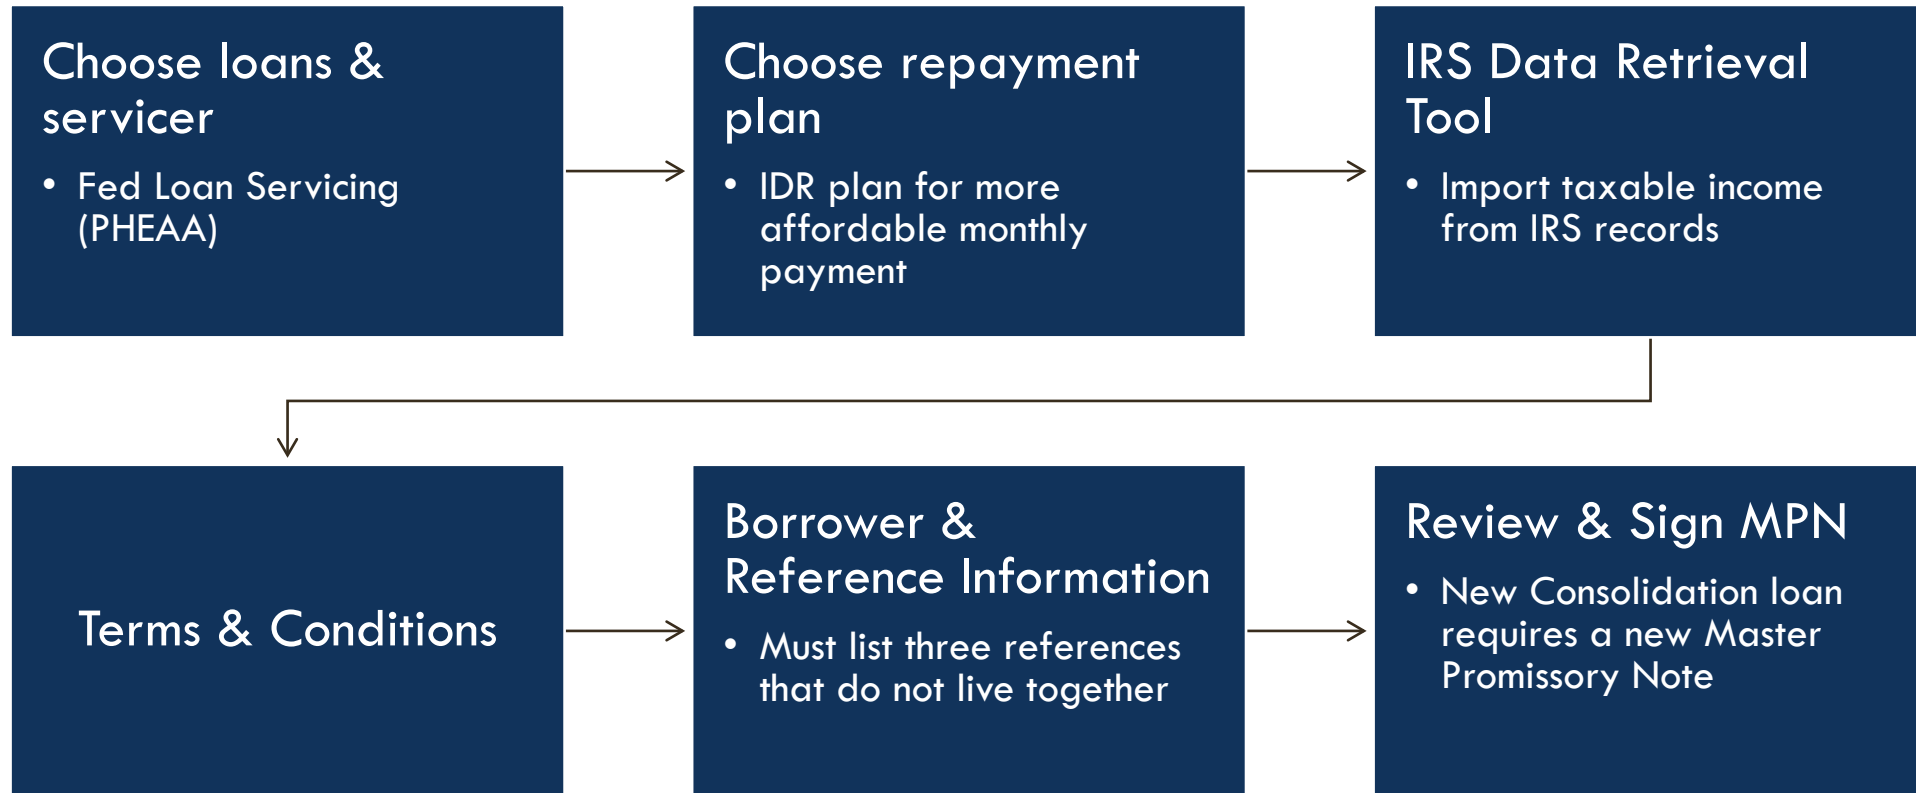 Choose loans &
servicer
• Fed Loan Servicing
(PHEAA)
Choose repayment
plan
• IDR plan for more
affordable monthly
payment
IRS Data Retrieval
Tool
• Import taxable income
from IRS records
Terms & Conditions
Borrower &
Reference Information
• Must list three references
that do not live together
Review & Sign MPN
• New Consolidation loan
requires a new Master
Promissory Note